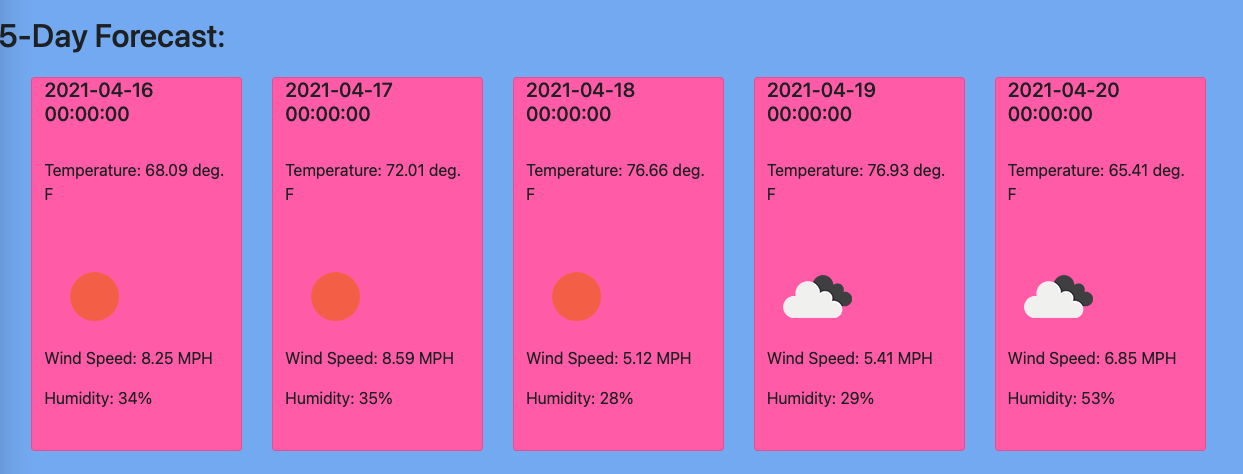 5-Day Forecast:
2021-04-16
00:00:00
Temperature: 68.09 deg.
F
Wind Speed: 8.25 MPH
Humidity: 34%
2021-04-17
00:00:00
Temperature: 72.01 deg.
F
Wind Speed: 8.59 MPH
Humidity: 35%
2021-04-18
00:00:00
Temperature: 76.66 deg.
F
Wind Speed: 5.12 MPH
Humidity: 28%
2021-04-19
00:00:00
Temperature: 76.93 deg.
F
Wind Speed: 5.41 MPH
Humidity: 29%
2021-04-20
00:00:00
Temperature: 65.41 deg.
F
Wind Speed: 6.85 MPH
Humidity: 53%